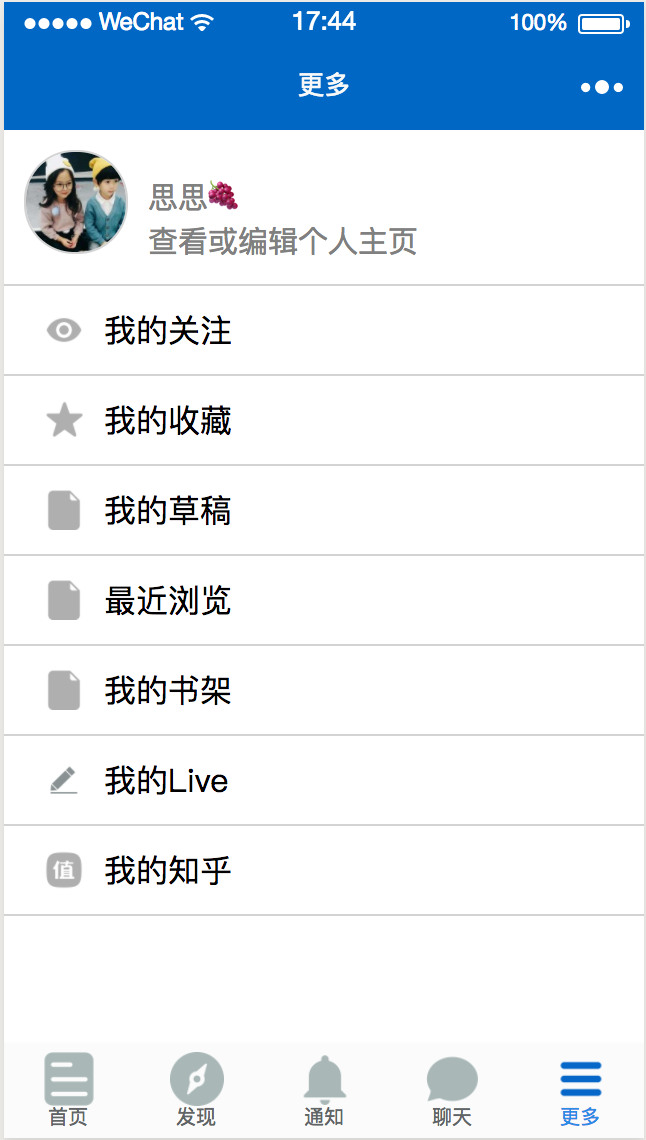 WeChat 17:44 100%
更多
思思🍇
查看或编辑个人主页
我的关注
我的收藏
我的草稿
最近浏览
我的书架
我的Live
值 我的知乎
首页 发现 通知 聊天 更多